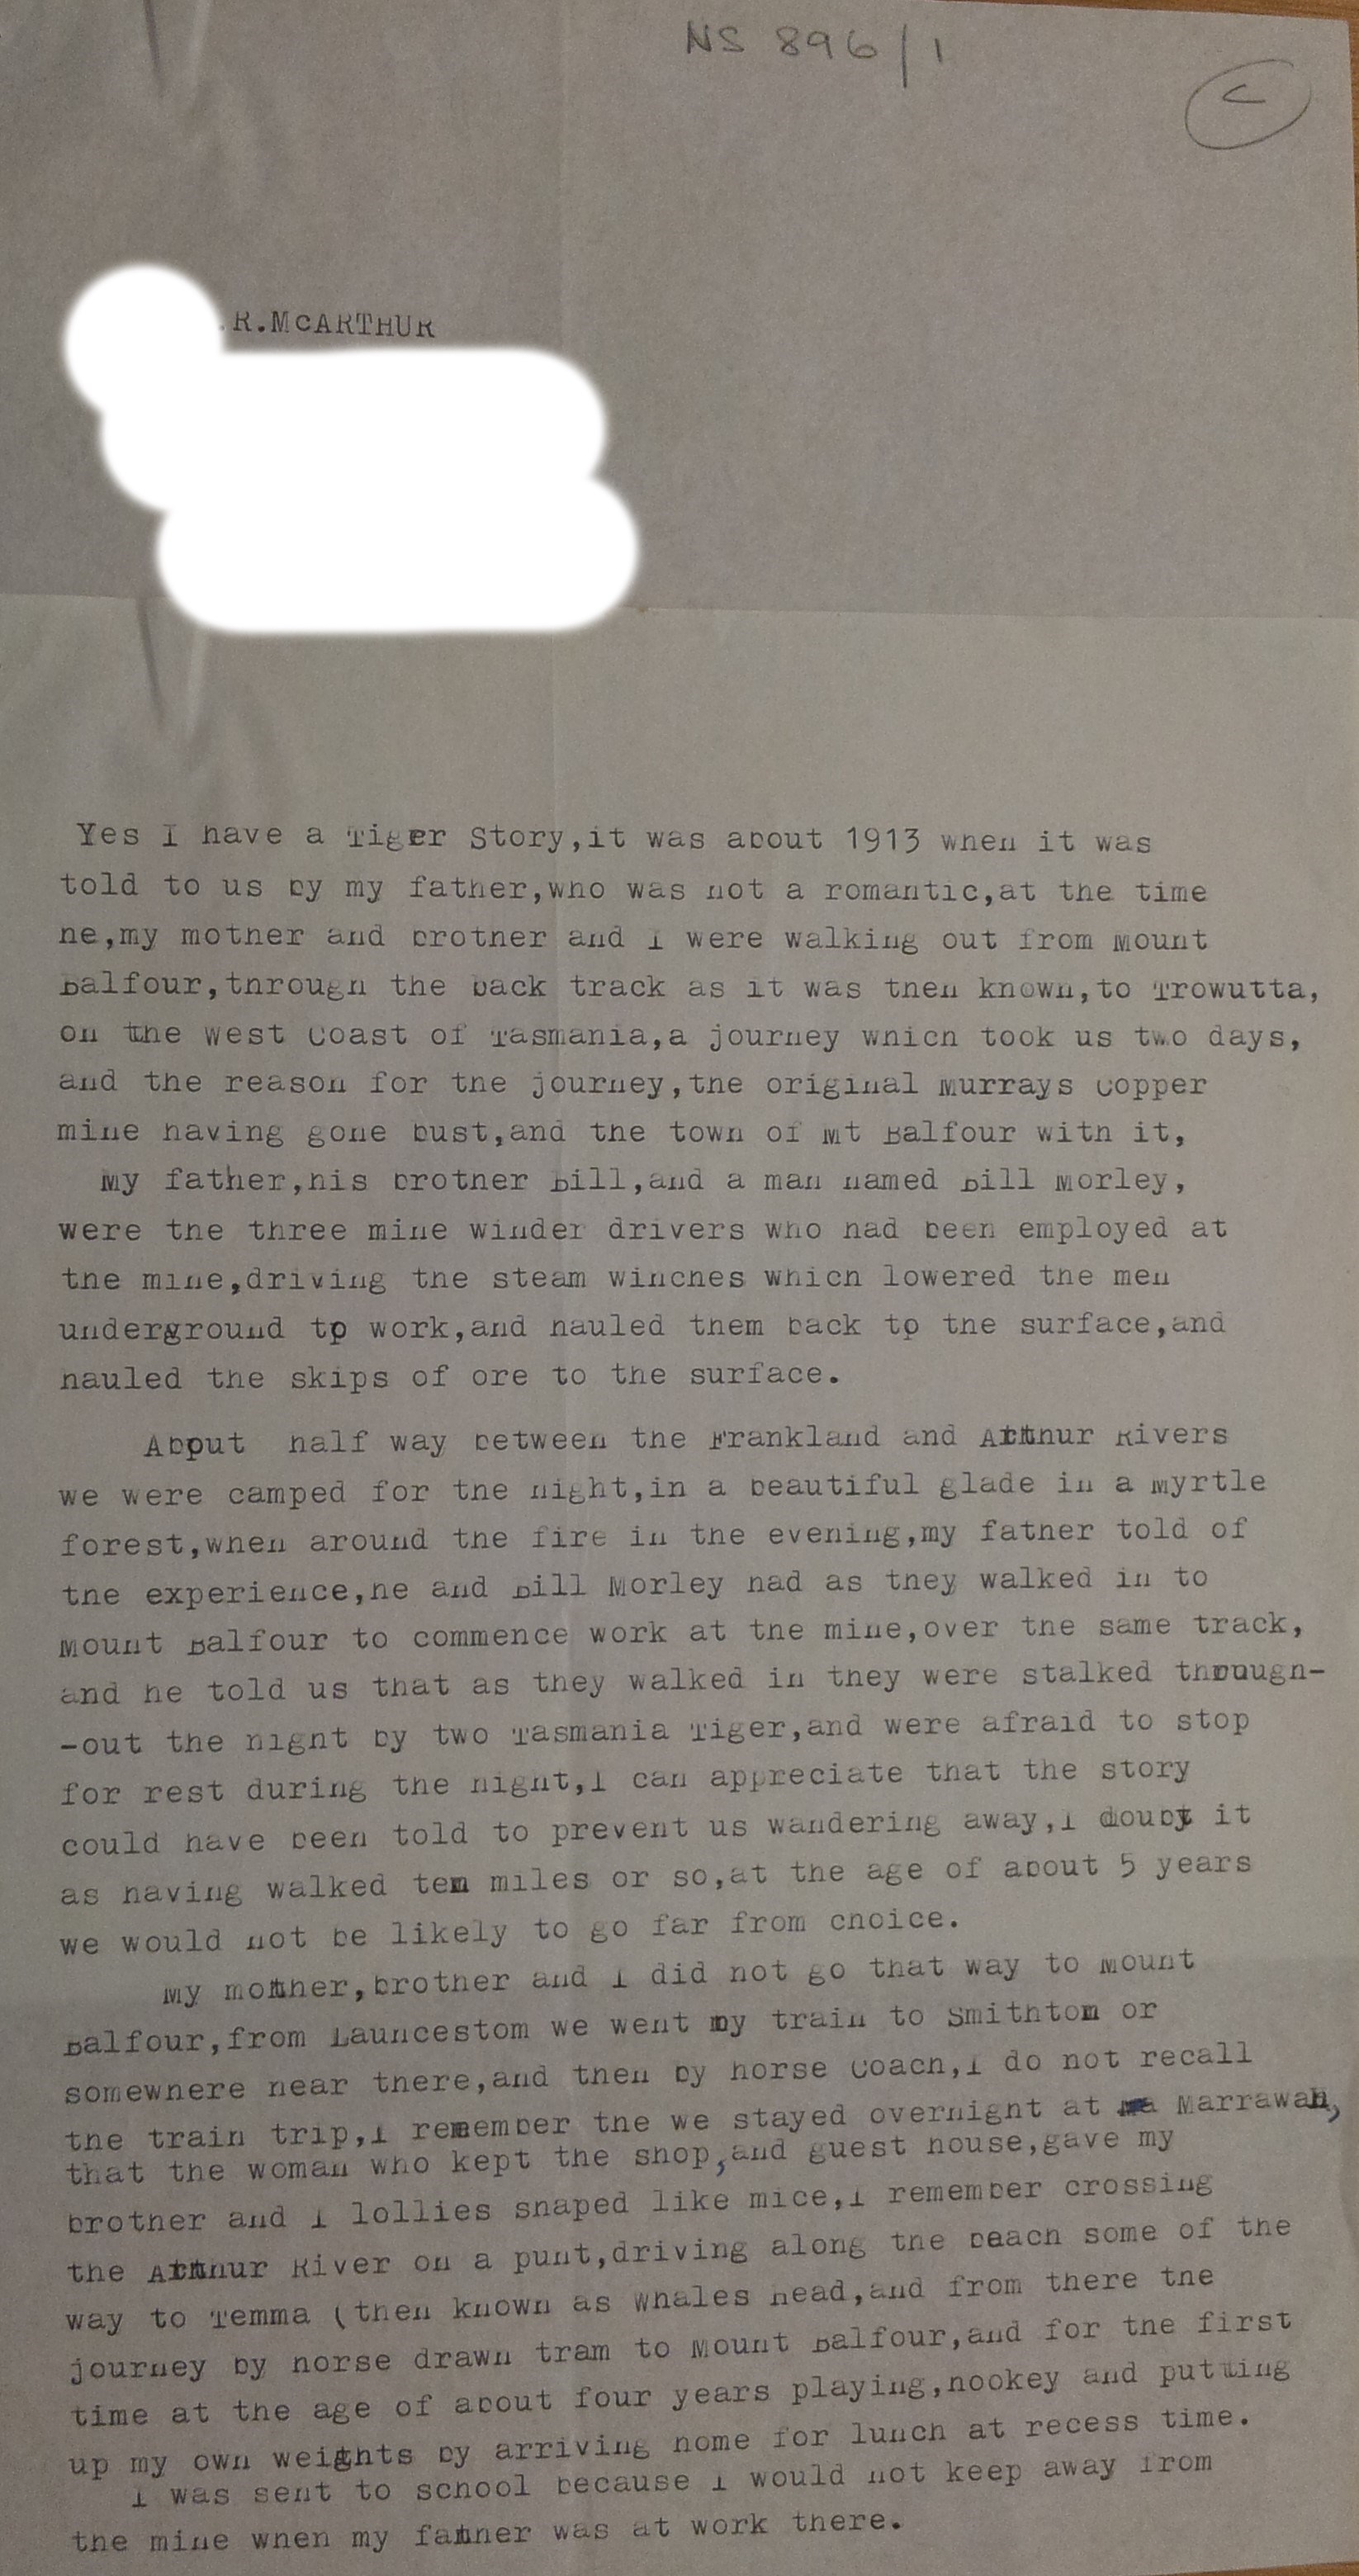 NS 896/1
C
.R.McARTHUR
Yes I have a Tiger Story,it was about 1913 when it was
told to us by my father,who was not a romantic,at the time
he,my mother and brother and I were walking out from Mount
Balfour,through the back track as it was then known,to Trowutta,
on the West Coast of Tasmania,a journey which took us two days,
and the reason for the journey,the original Murrays Copper
mine having gone bust,and the town of Mt Balfour with it,
My father,his brother Bill,and a man named Bill Morley,
were the three mine winder drivers who had been employed at
the mine,driving the steam winches which lowered the men
underground to work,and hauled them back to the surface,and
hauled the skips of ore to the surface.
About half way between the Frankland and Arthur Rivers
we were camped for the night,in a beautiful glade in a myrtle
forest,when around the fire in the evening,my father told of
the experience,he and Bill Morley had as they walked in to
Mount Balfour to commence work at the mine,over the same track,
and he told us that as they walked in they were stalked through-
-out the night by two Tasmania Tiger,and were afraid to stop
for rest during the night,I can appreciate that the story
could have been told to prevent us wandering away,I doubt it
as having walked ten miles or so,at the age of about 5 years
we would not be likely to go far from choice.
My mother,brother and I did not go that way to Mount
Balfour,from Launcestom we went by train to Smithton or
somewhere near there,and then by horse Coach,I do not recall
the train trip,I remember the we stayed overnight at Marrawah,
that the woman who kept the shop,and guest house,gave my
brother and I lollies shaped like mice,I remember crossing
the Arthur River on a punt,driving along the beach some of the
way to Temma (then known as Whales Head,and from there the
journey by horse drawn tram to Mount Balfour,and for the first
time at the age of about four years playing,hookey and putting
up my own weights by arriving home for lunch at recess time.
I was sent to school because I would not keep away from
the mine when my father was at work there.